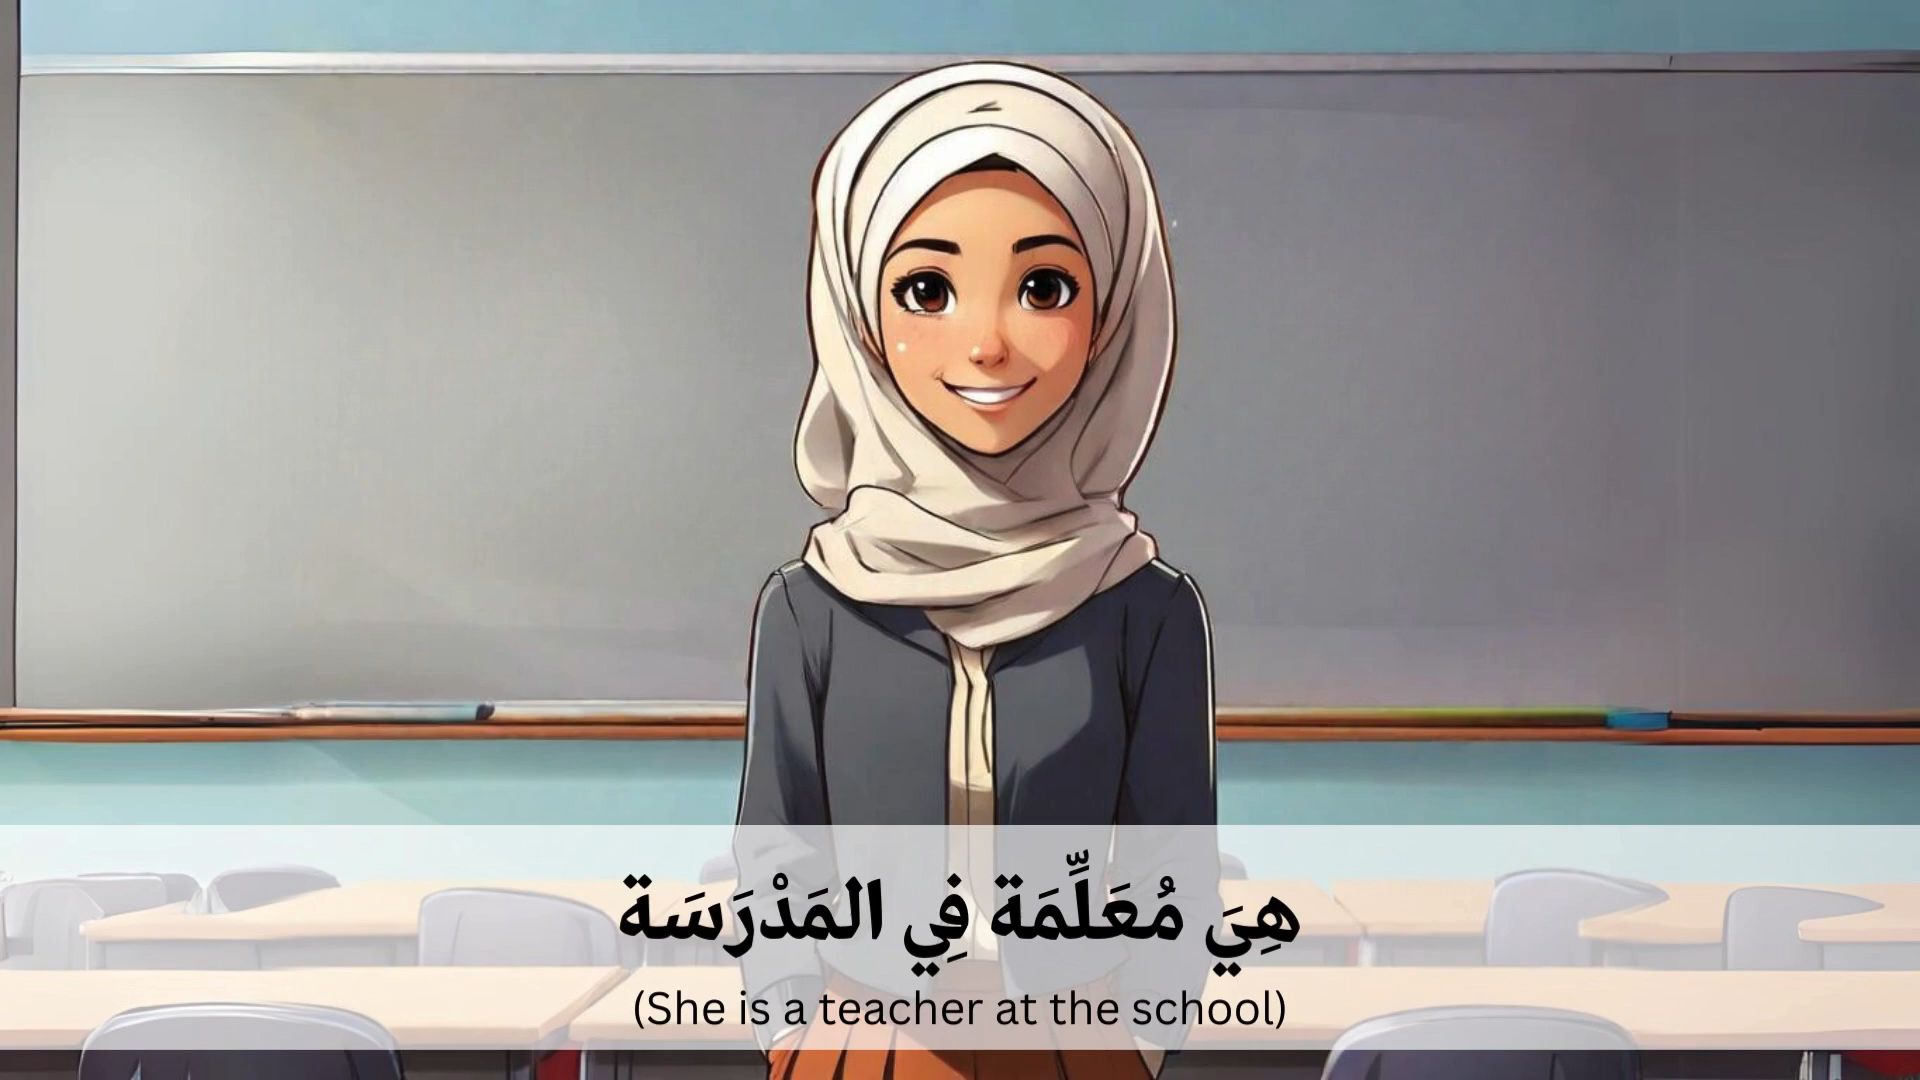 هِيَ مُعَلِّمَة فِي المَدْرَسَة
(She is a teacher at the school)